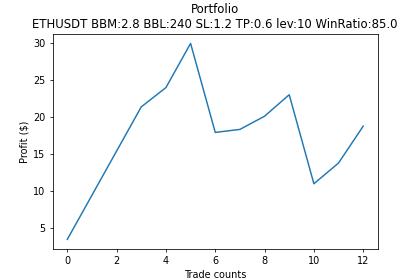 Portfolio
ETHUSDT BBM:2.8 BBL:240 SL:1.2 TP:0.6 lev:10 WinRatio:85.0
30
25
20
15
10
5
Profit ($)
0 2 4 6 8 10 12
Trade counts